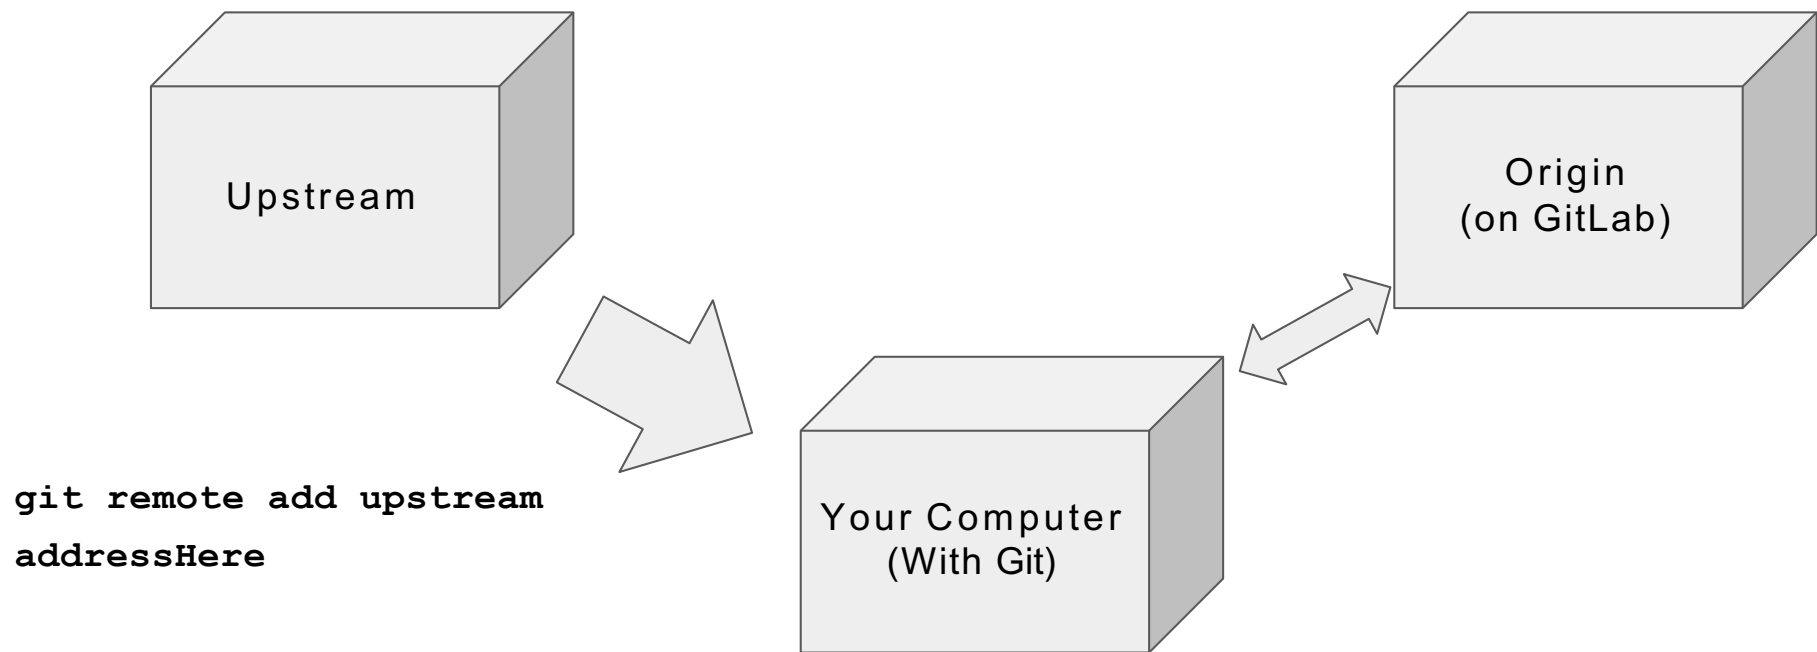 Upstream
Origin
(on GitLab)
git remote add upstream
addressHere
Your Computer
(With Git)